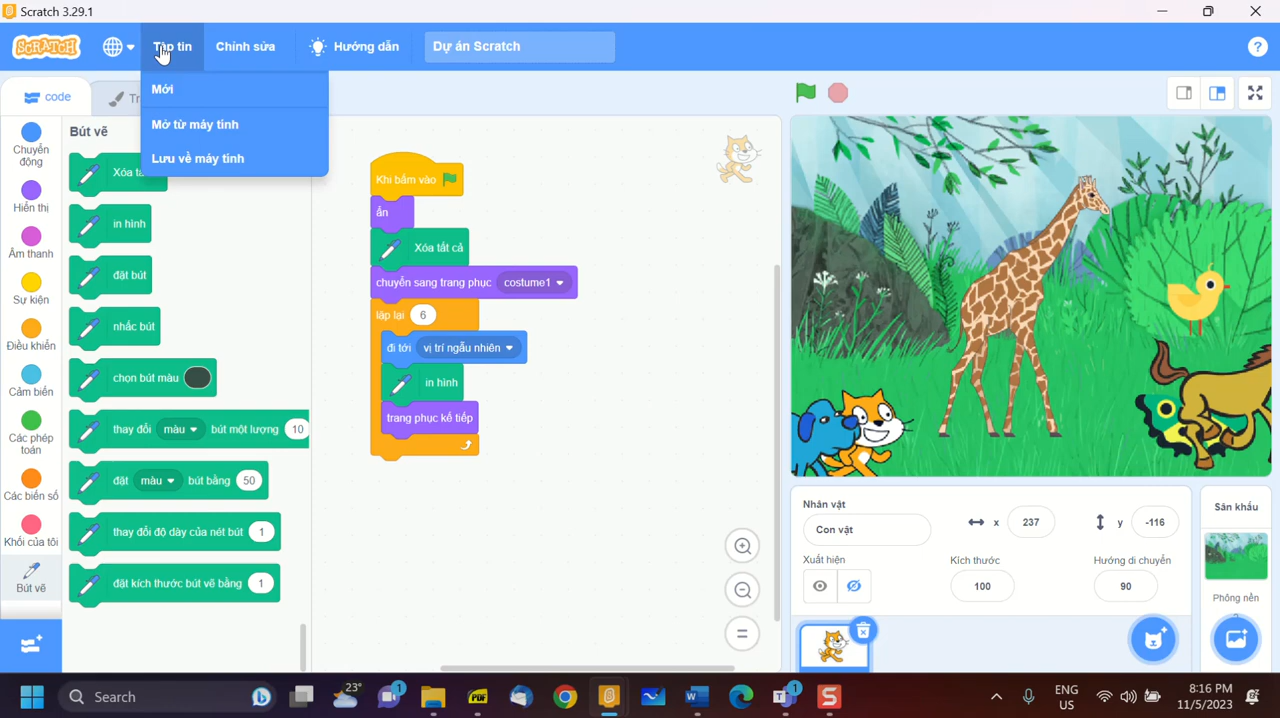 Scratch 3.29.1
SCRATCH
Tập tin
Chỉnh sửa
Hướng dẫn
Dự án Scratch
?
Mới
Mở từ máy tính
Lưu về máy tính
code
Chuyển động
Hiển thị
Âm thanh
Sự kiện
Điều khiển
Cảm biến
Các phép toán
Các biến số
Khối của tôi
Bút vẽ
Bút vẽ
in hình
đặt bút
nhấc bút
chọn bút màu
thay đổi màu bút một lượng 10
đặt màu bút bằng 50
thay đổi độ dày của nét bút 1
đặt kích thước bút vẽ bằng 1
Khi bấm vào
ẩn
Xóa tất cả
chuyển sang trang phục costume1
lặp lại 6
đi tới vị trí ngẫu nhiên
in hình
trang phục kế tiếp
Nhân vật
Con vật
x 237
y -116
Xuất hiện
Kích thước
100
Hướng di chuyển
90
Sân khấu
Phông nền
Search
23°
1
PDF
W
T
1
S
ENG
US
8:16 PM
11/5/2023